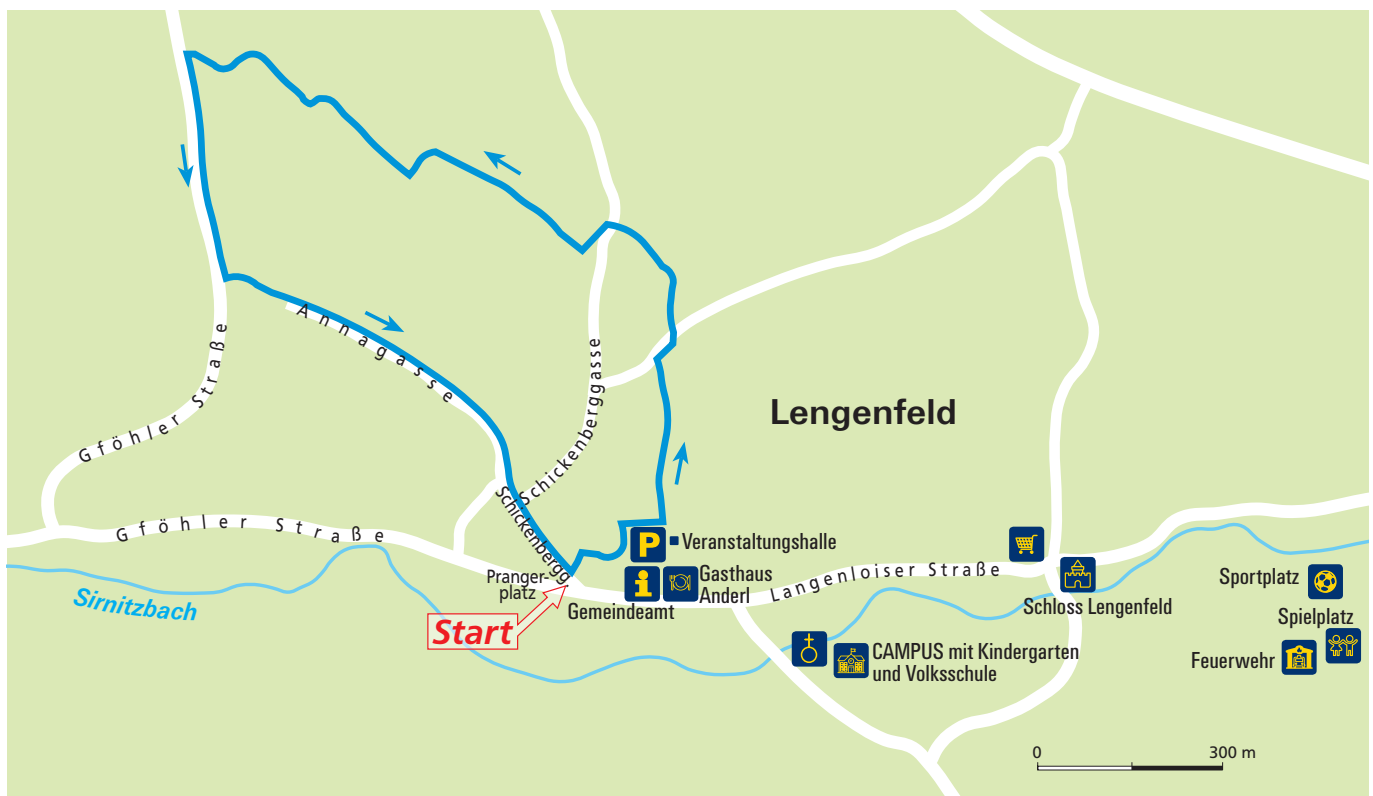 Gföhler Straße
Annagasse
Schickenberggasse
Lengenfeld
Gföhler Straße
Schickenbergg
P
Veranstaltungshalle
Pranger-
platz
i
Gasthaus
Anderl
Gemeindeamt
Langenloiser Straße
Schloss Lengenfeld
Sportplatz
Spielplatz
Sirnitzbach
Start
CAMPUS mit Kindergarten
und Volksschule
Feuerwehr
0 300 m